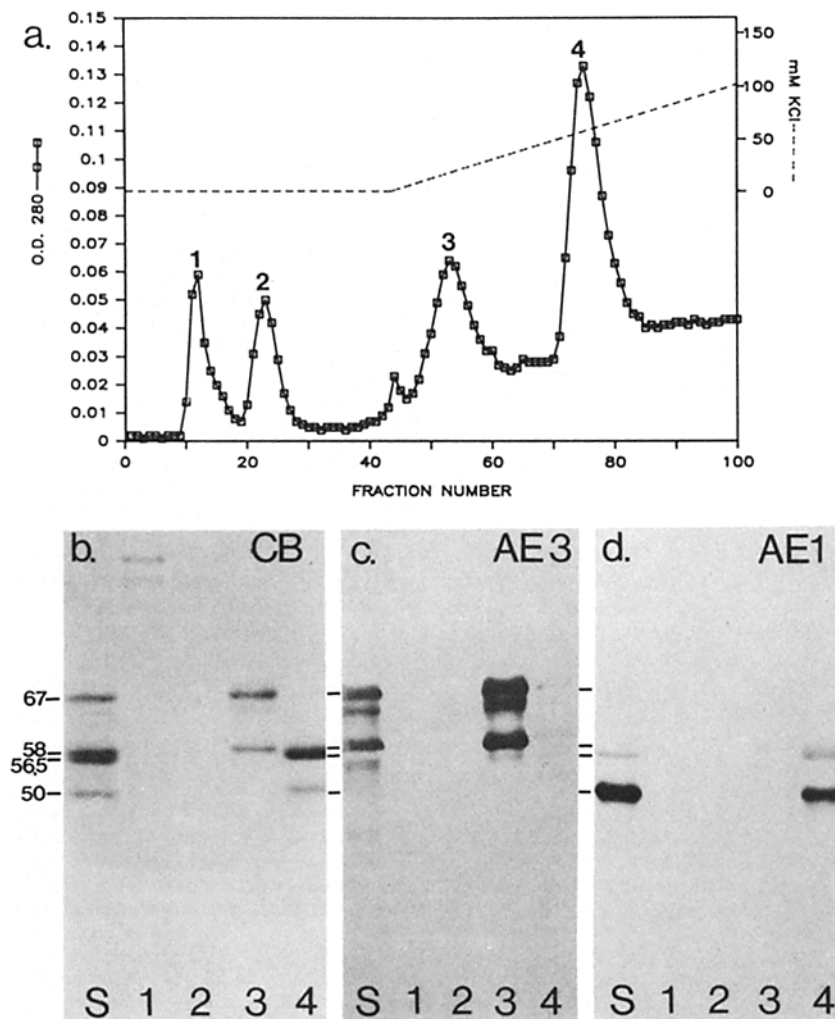 a.
0.15
0.14
0.13
0.12
0.11
0.1
0.09
0.08
0.07
0.06
0.05
0.04
0.03
0.02
0.01
0
O.D. 280
1
2
3
4
150
100
50
0
mM KCl
0
20
40
60
80
100
FRACTION NUMBER
b.
CB
67
58
56.5
50
S 1 2 3 4
c.
AE3
S 1 2 3 4
d.
AE1
S 1 2 3 4